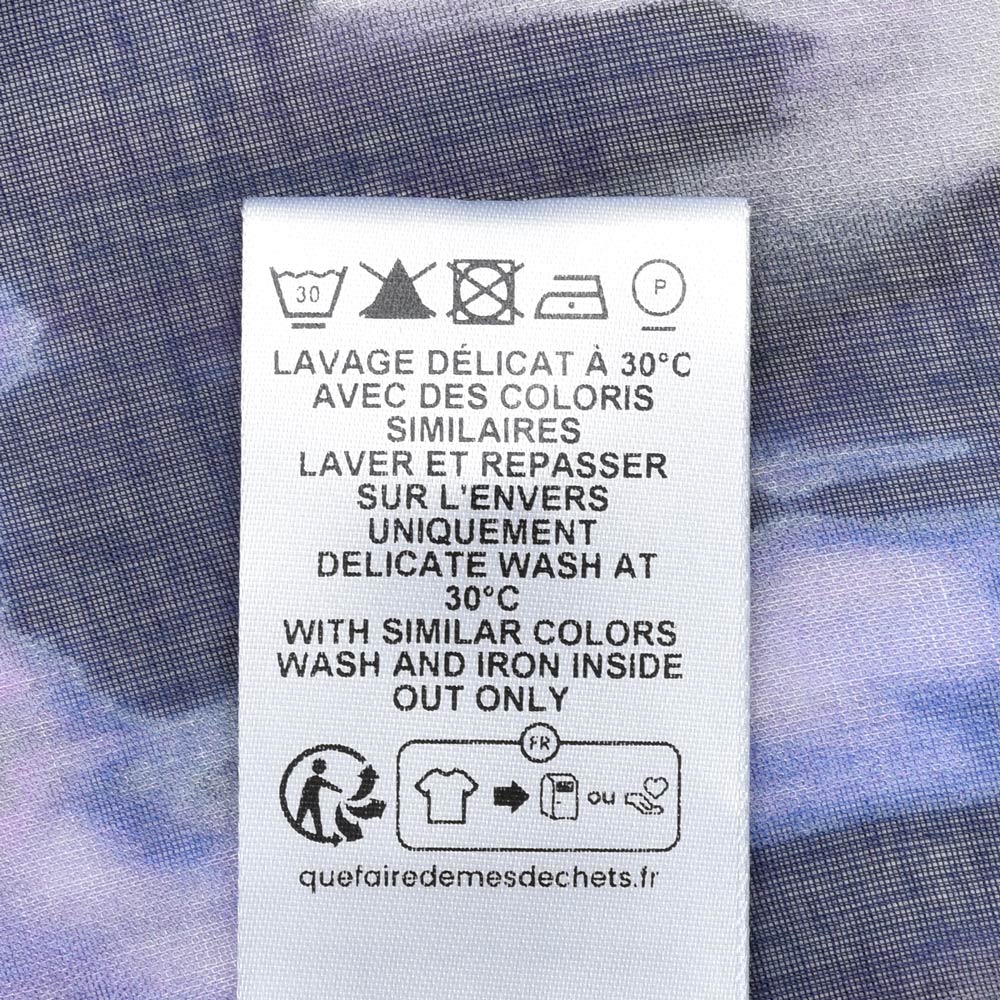 30
P
LAVAGE DÉLICAT À 30°C
AVEC DES COLORIS
SIMILAIRES
LAVER ET REPASSER
SUR L'ENVERS
UNIQUEMENT
DELICATE WASH AT
30°C
WITH SIMILAR COLORS
WASH AND IRON INSIDE
OUT ONLY
FR
ou
quefairedemesdechets.fr